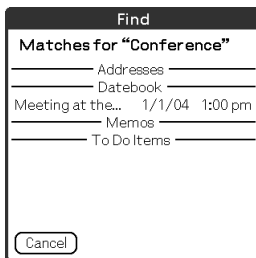 Find
Matches for “Conference”
Addresses
Datebook
Meeting at the... 1/1/04 1:00 pm
Memos
To Do Items
Cancel